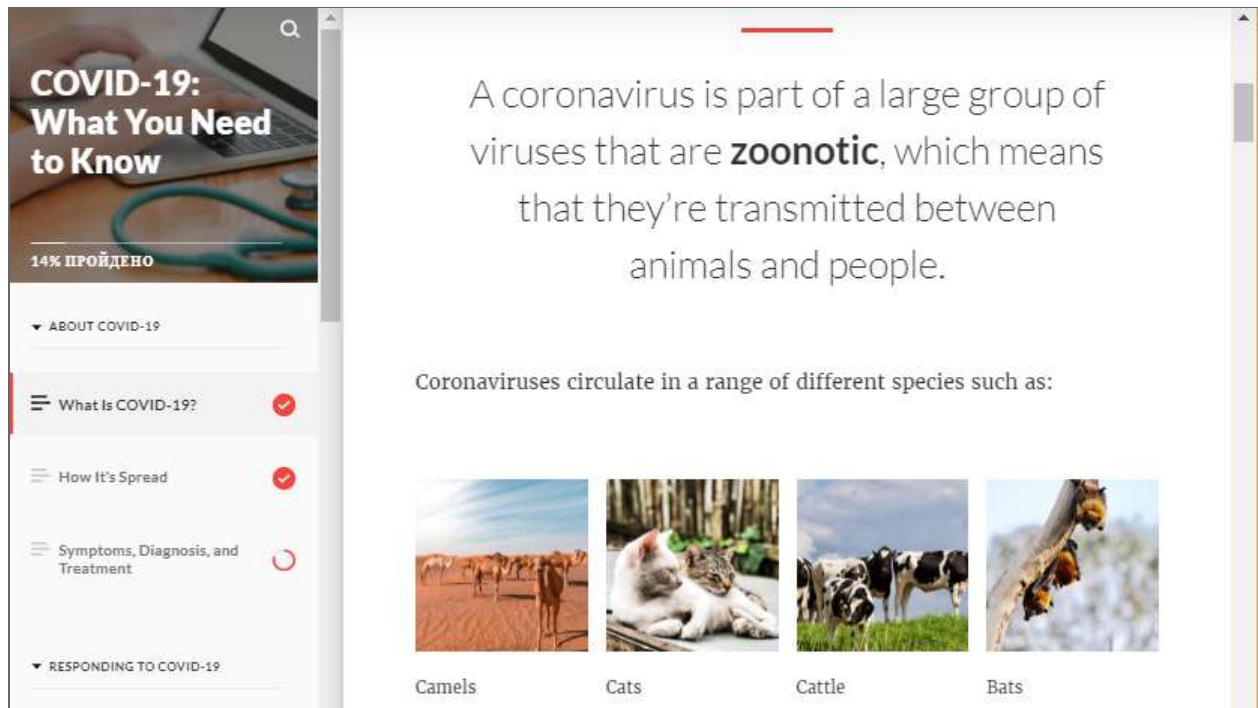 COVID-19:
What You Need
to Know
14% ПРОЙДЕНО
ABOUT COVID-19
What Is COVID-19?
How It's Spread
Symptoms, Diagnosis, and
Treatment
RESPONDING TO COVID-19
A coronavirus is part of a large group of
viruses that are zoonotic, which means
that they’re transmitted between
animals and people.
Coronaviruses circulate in a range of different species such as:
Camels
Cats
Cattle
Bats